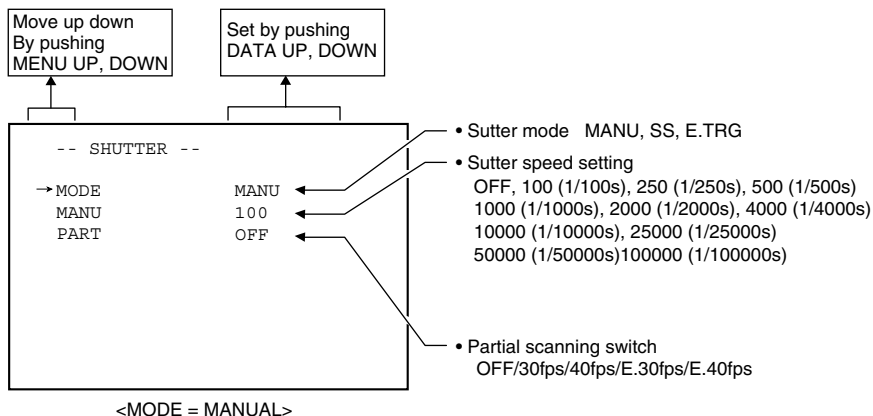 Move up down
By pushing
MENU UP, DOWN
Set by pushing
DATA UP, DOWN
-- SHUTTER --
→MODE MANU
MANU 100
PART OFF
• Sutter mode MANU, SS, E.TRG
• Sutter speed setting
OFF, 100 (1/100s), 250 (1/250s), 500 (1/500s)
1000 (1/1000s), 2000 (1/2000s), 4000 (1/4000s)
10000 (1/10000s), 25000 (1/25000s)
50000 (1/50000s)100000 (1/100000s)
• Partial scanning switch
OFF/30fps/40fps/E.30fps/E.40fps
<MODE = MANUAL>